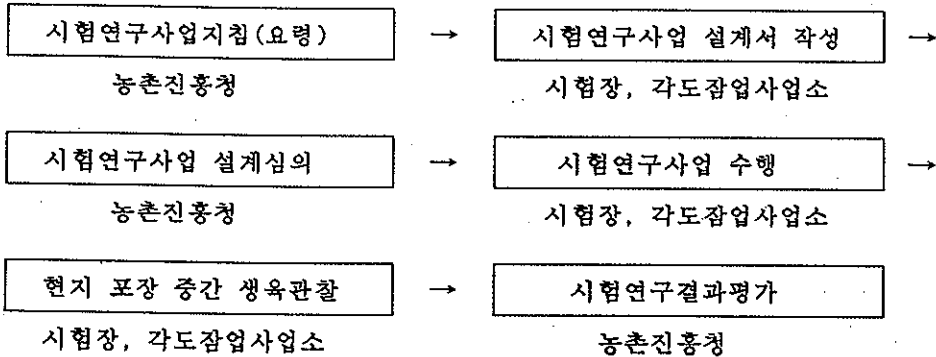 시험연구사업지침(요령) → 시험연구사업 설계서 작성 →
농촌진흥청 시험장, 각도잠업사업소
시험연구사업 설계심의 → 시험연구사업 수행 →
농촌진흥청 시험장, 각도잠업사업소
현지 포장 중간 생육관찰 → 시험연구결과평가
시험장, 각도잠업사업소 농촌진흥청